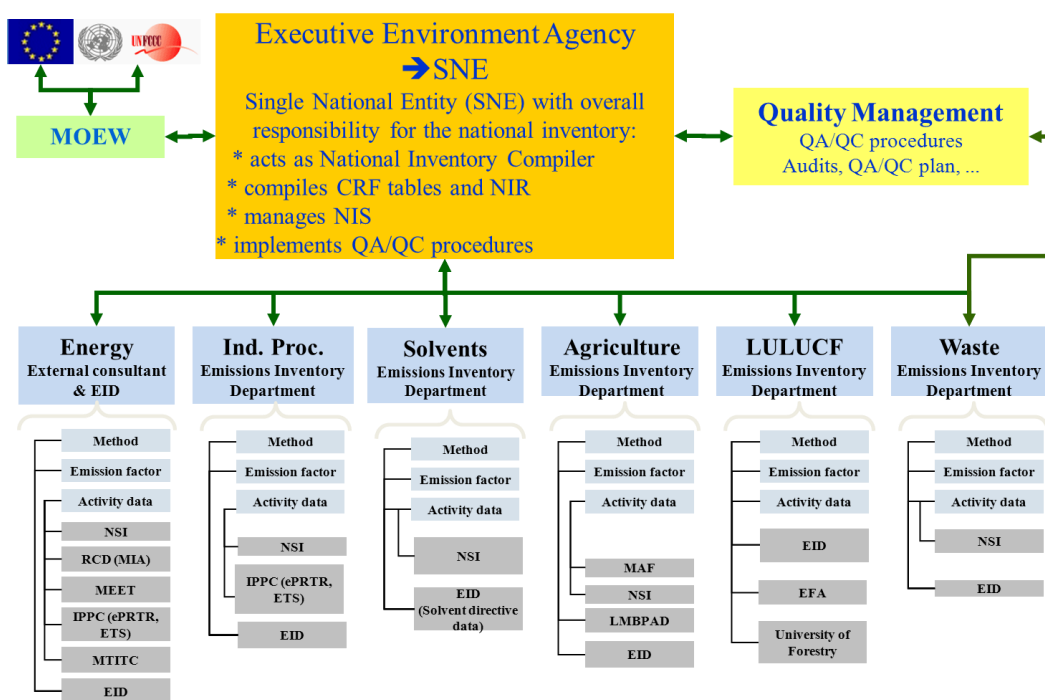 UNFCCC
Executive Environment Agency
➔SNE
Single National Entity (SNE) with overall
responsibility for the national inventory:
* acts as National Inventory Compiler
* compiles CRF tables and NIR
* manages NIS
* implements QA/QC procedures
MOEW
Quality Management
QA/QC procedures
Audits, QA/QC plan, ...
Energy
External consultant
& EID
Method
Emission factor
Activity data
NSI
RCD (MIA)
MEET
IPPC (ePRTR,
ETS)
MTITC
EID
Ind. Proc.
Emissions Inventory
Department
Method
Emission factor
Activity data
NSI
IPPC (ePRTR,
ETS)
EID
Solvents
Emissions Inventory
Department
Method
Emission factor
Activity data
NSI
EID
(Solvent directive
data)
Agriculture
Emissions Inventory
Department
Method
Emission factor
Activity data
MAF
NSI
LMBPAD
EID
LULUCF
Emissions Inventory
Department
Method
Emission factor
Activity data
EID
EFA
University of
Forestry
Waste
Emissions Inventory
Department
Method
Emission factor
Activity data
NSI
EID